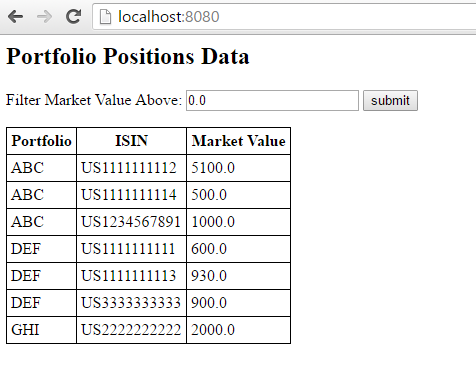 localhost:8080
Portfolio Positions Data
Filter Market Value Above: 0.0 submit
Portfolio ISIN Market Value
ABC US1111111112 5100.0
ABC US1111111114 500.0
ABC US1234567891 1000.0
DEF US1111111111 600.0
DEF US1111111113 930.0
DEF US3333333333 900.0
GHI US2222222222 2000.0